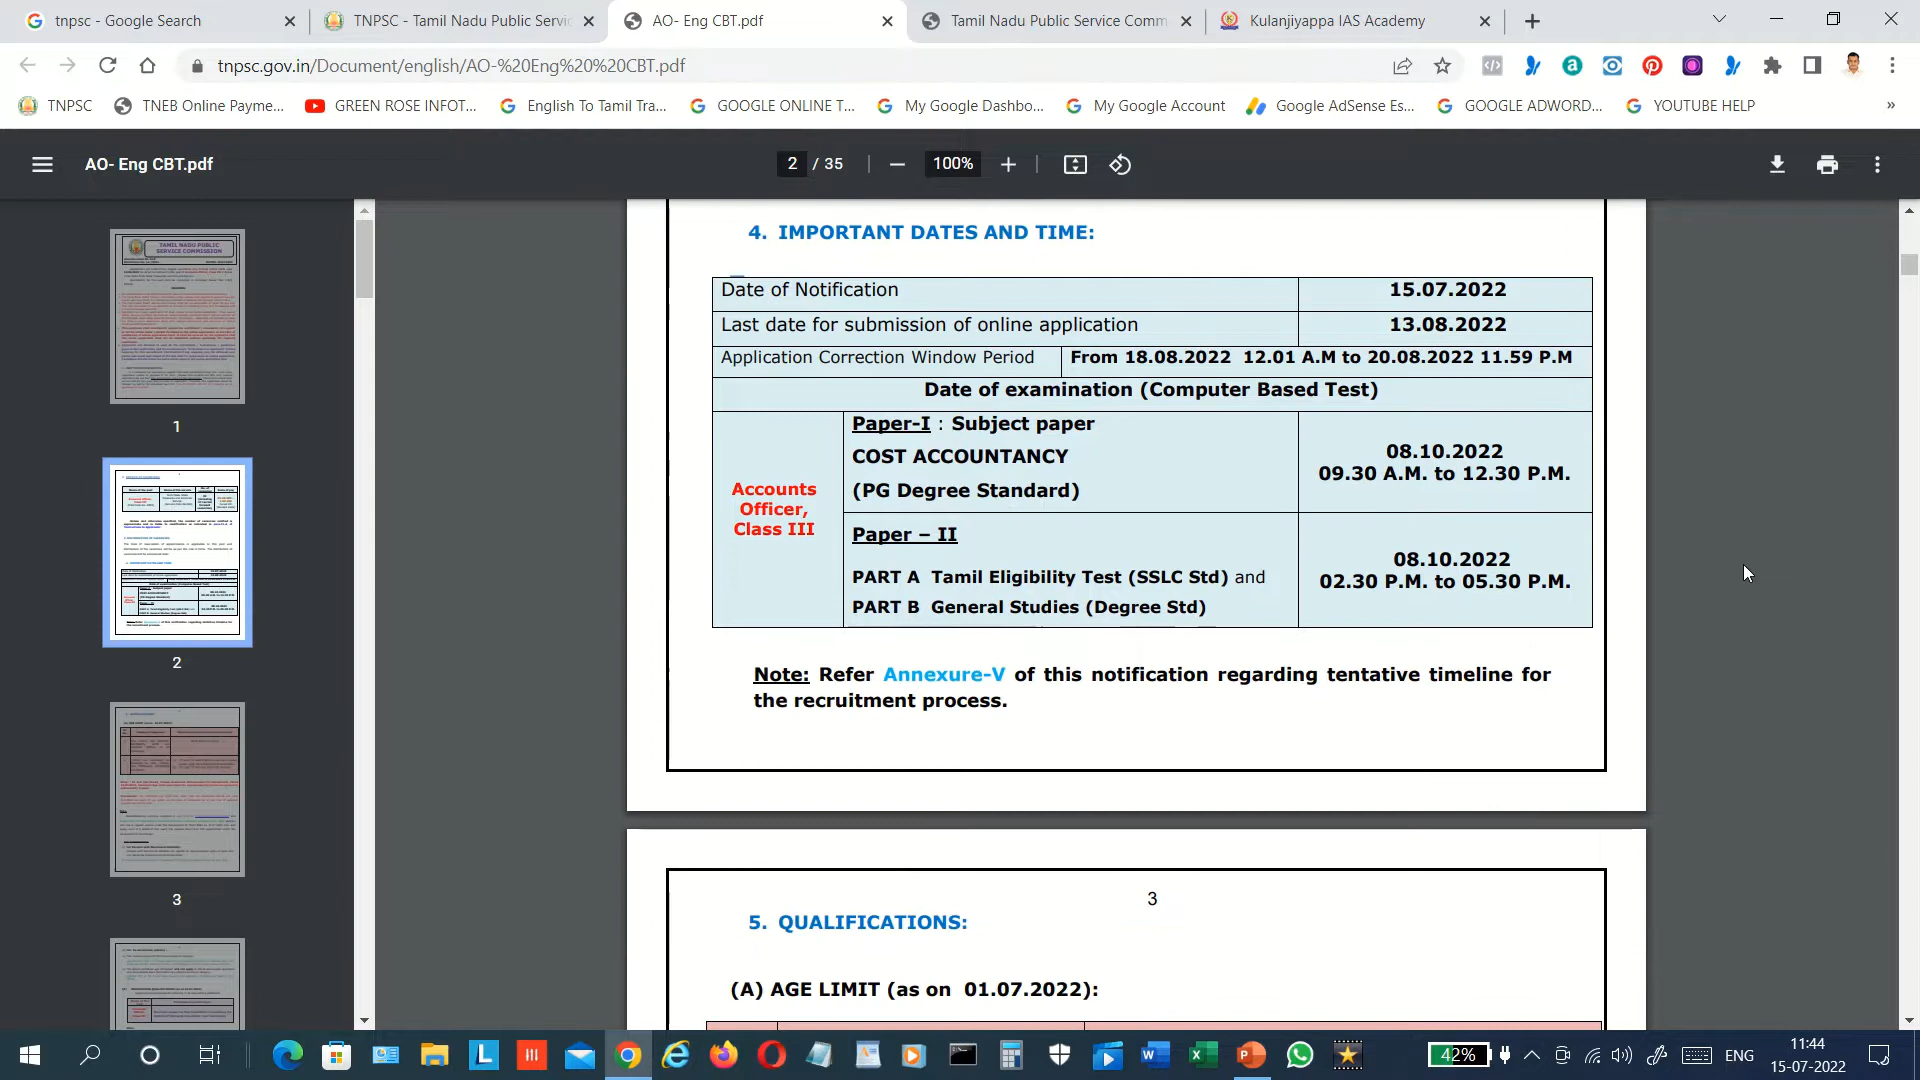 tnpsc - Google Search
TNPSC - Tamil Nadu Public Servic
AO- Eng CBT.pdf
Tamil Nadu Public Service Comm
Kulanjiyappa IAS Academy
tnpsc.gov.in/Document/english/AO-%20Eng%20%20CBT.pdf
TNPSC
TNEB Online Payme...
GREEN ROSE INFOT...
English To Tamil Tra...
GOOGLE ONLINE T...
My Google Dashbo...
My Google Account
Google AdSense Es...
GOOGLE ADWORD...
YOUTUBE HELP
»
AO- Eng CBT.pdf
2 / 35
100%
TAMIL NADU PUBLIC
SERVICE COMMISSION
1
2
3
4. IMPORTANT DATES AND TIME:
Date of Notification 15.07.2022
Last date for submission of online application 13.08.2022
Application Correction Window Period From 18.08.2022 12.01 A.M to 20.08.2022 11.59 P.M
Date of examination (Computer Based Test)
Accounts
Officer,
Class III
Paper-I : Subject paper
COST ACCOUNTANCY
(PG Degree Standard)
08.10.2022
09.30 A.M. to 12.30 P.M.
Paper – II
PART A Tamil Eligibility Test (SSLC Std) and
PART B General Studies (Degree Std)
08.10.2022
02.30 P.M. to 05.30 P.M.
Note: Refer Annexure-V of this notification regarding tentative timeline for
the recruitment process.
3
5. QUALIFICATIONS:
(A) AGE LIMIT (as on 01.07.2022):
42%
ENG
11:44
15-07-2022